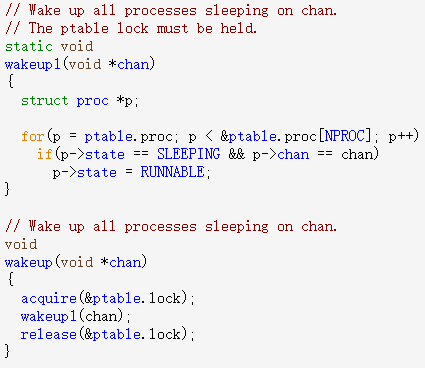 // Wake up all processes sleeping on chan.
// The ptable lock must be held.
static void
wakeup1(void *chan)
{
  struct proc *p;

  for(p = ptable.proc; p < &ptable.proc[NPROC]; p++)
    if(p->state == SLEEPING && p->chan == chan)
      p->state = RUNNABLE;
}

// Wake up all processes sleeping on chan.
void
wakeup(void *chan)
{
  acquire(&ptable.lock);
  wakeup1(chan);
  release(&ptable.lock);
}